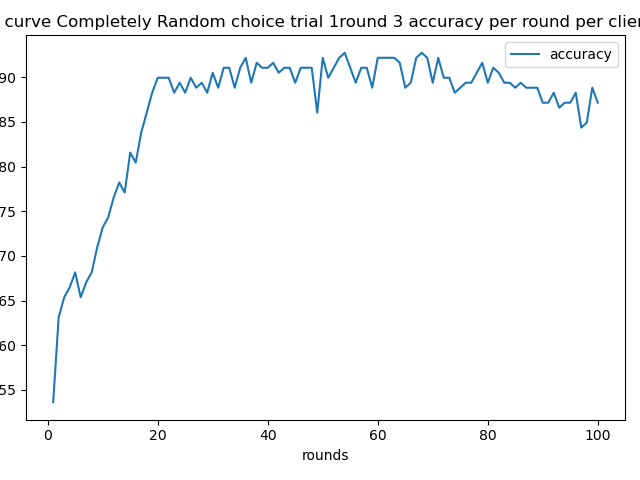 curve Completely Random choice trial 1round 3 accuracy per round per clien
accuracy
90
85
80
75
70
65
60
55
0 20 40 60 80 100
rounds